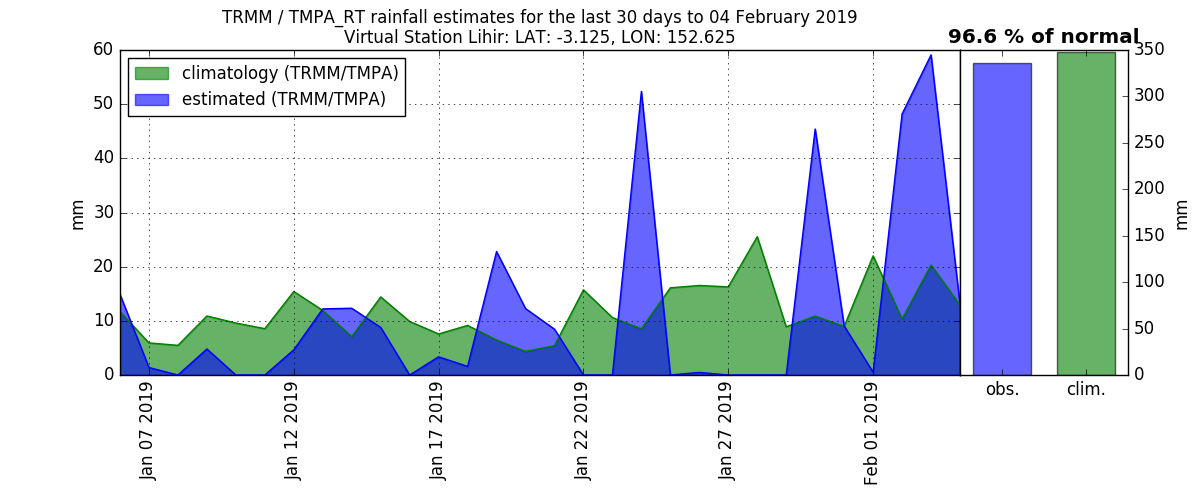 TRMM / TMPA_RT rainfall estimates for the last 30 days to 04 February 2019
Virtual Station Lihir: LAT: -3.125, LON: 152.625
96.6 % of normal
climatology (TRMM/TMPA)
estimated (TRMM/TMPA)
60
50
40
30
20
10
0
mm
Jan 07 2019
Jan 12 2019
Jan 17 2019
Jan 22 2019
Jan 27 2019
Feb 01 2019
obs.
clim.
350
300
250
200
150
100
50
0
mm